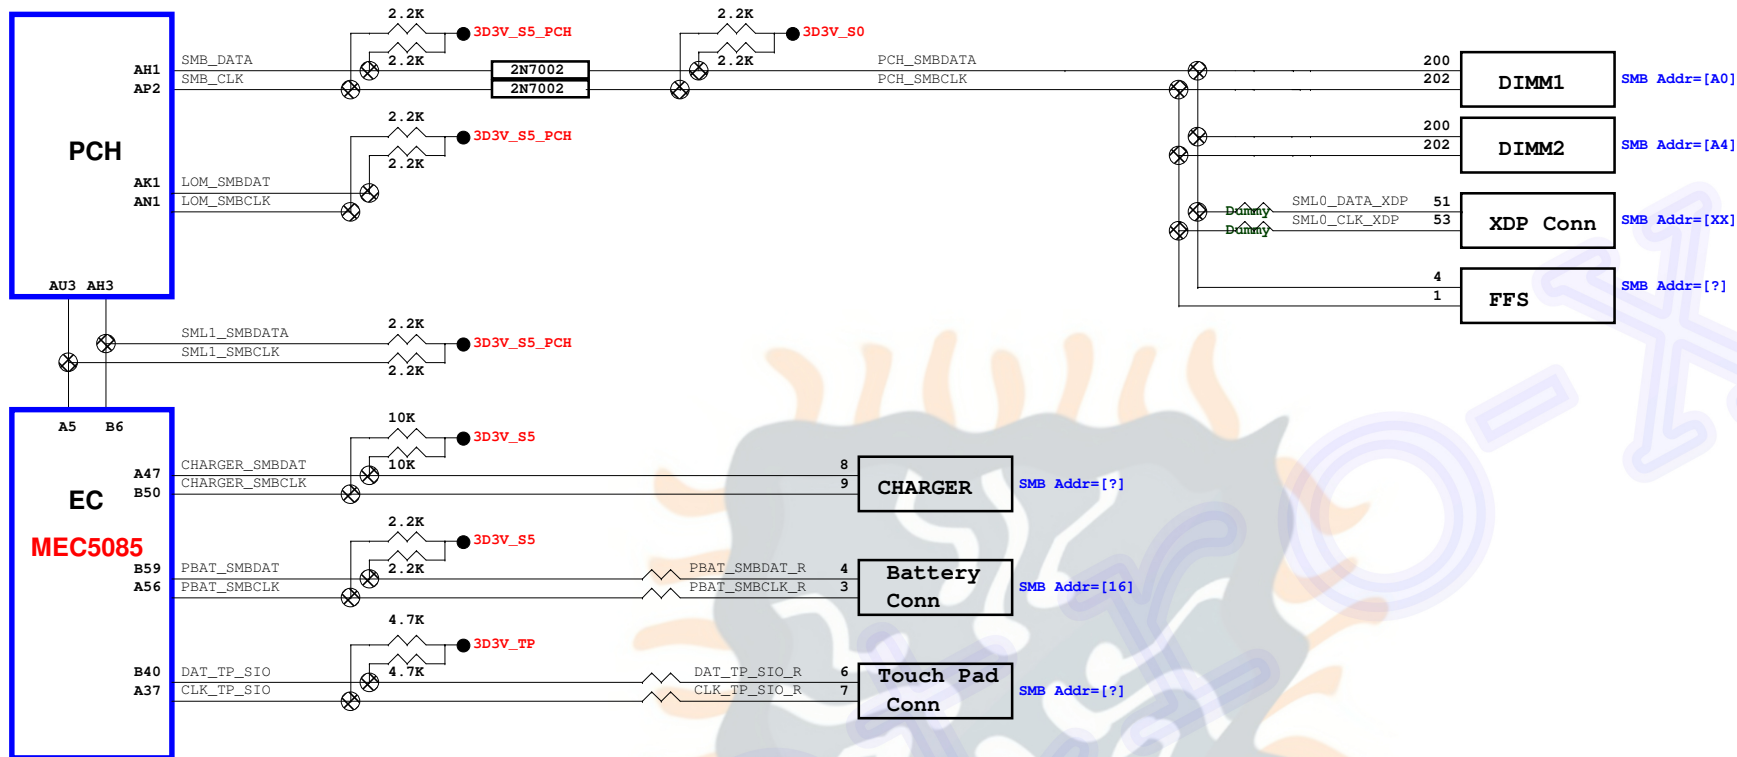 2.2K
2.2K
3D3V_S5_PCH
3D3V_S0
SMB_DATA
2.2K
2.2K
PCH_SMBDATA
AH1
2N7002
200
SMB_CLK
PCH_SMBCLK
AP2
2N7002
202
DIMM1
SMB Addr=[A0]
2.2K
3D3V_S5_PCH
200
PCH
2.2K
202
DIMM2
SMB Addr=[A4]
AK1
LOM_SMBDAT
AN1
LOM_SMBCLK
Dummy
SML0_DATA_XDP
51
Dummy
SML0_CLK_XDP
53
XDP Conn
SMB Addr=[XX]
AU3 AH3
4
1
FFS
SMB Addr=[?]
2.2K
SML1_SMBDATA
3D3V_S5_PCH
SML1_SMBCLK
2.2K
A5 B6
10K
3D3V_S5
A47
CHARGER_SMBDAT
10K
8
B50
CHARGER_SMBCLK
9
CHARGER
SMB Addr=[?]
EC
MEC5085
2.2K
3D3V_S5
B59
PBAT_SMBDAT
2.2K
PBAT_SMBDAT_R
4
A56
PBAT_SMBCLK
PBAT_SMBCLK_R
3
Battery
Conn
SMB Addr=[16]
4.7K
3D3V_TP
B40
DAT_TP_SIO
4.7K
DAT_TP_SIO_R
6
A37
CLK_TP_SIO
CLK_TP_SIO_R
7
Touch Pad
Conn
SMB Addr=[?]